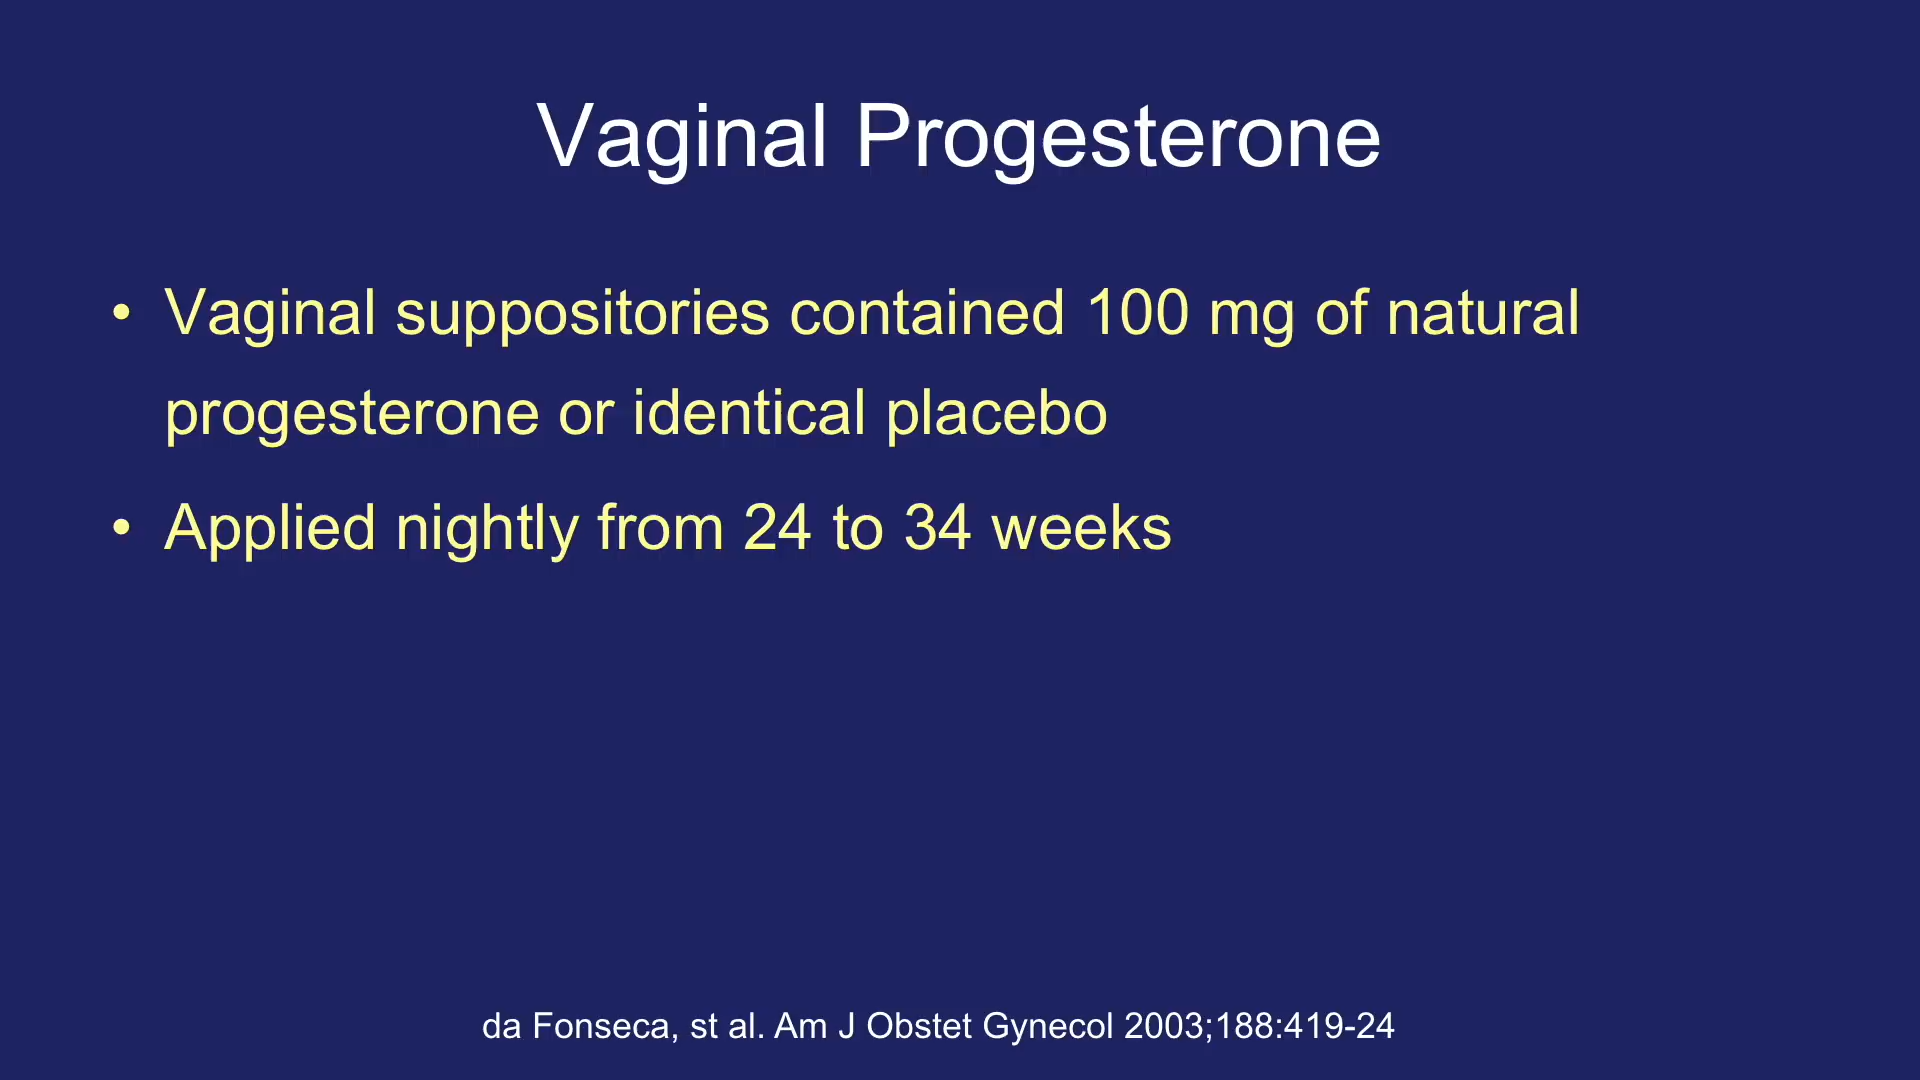 Vaginal Progesterone
• Vaginal suppositories contained 100 mg of natural
progesterone or identical placebo
• Applied nightly from 24 to 34 weeks
da Fonseca, st al. Am J Obstet Gynecol 2003;188:419-24